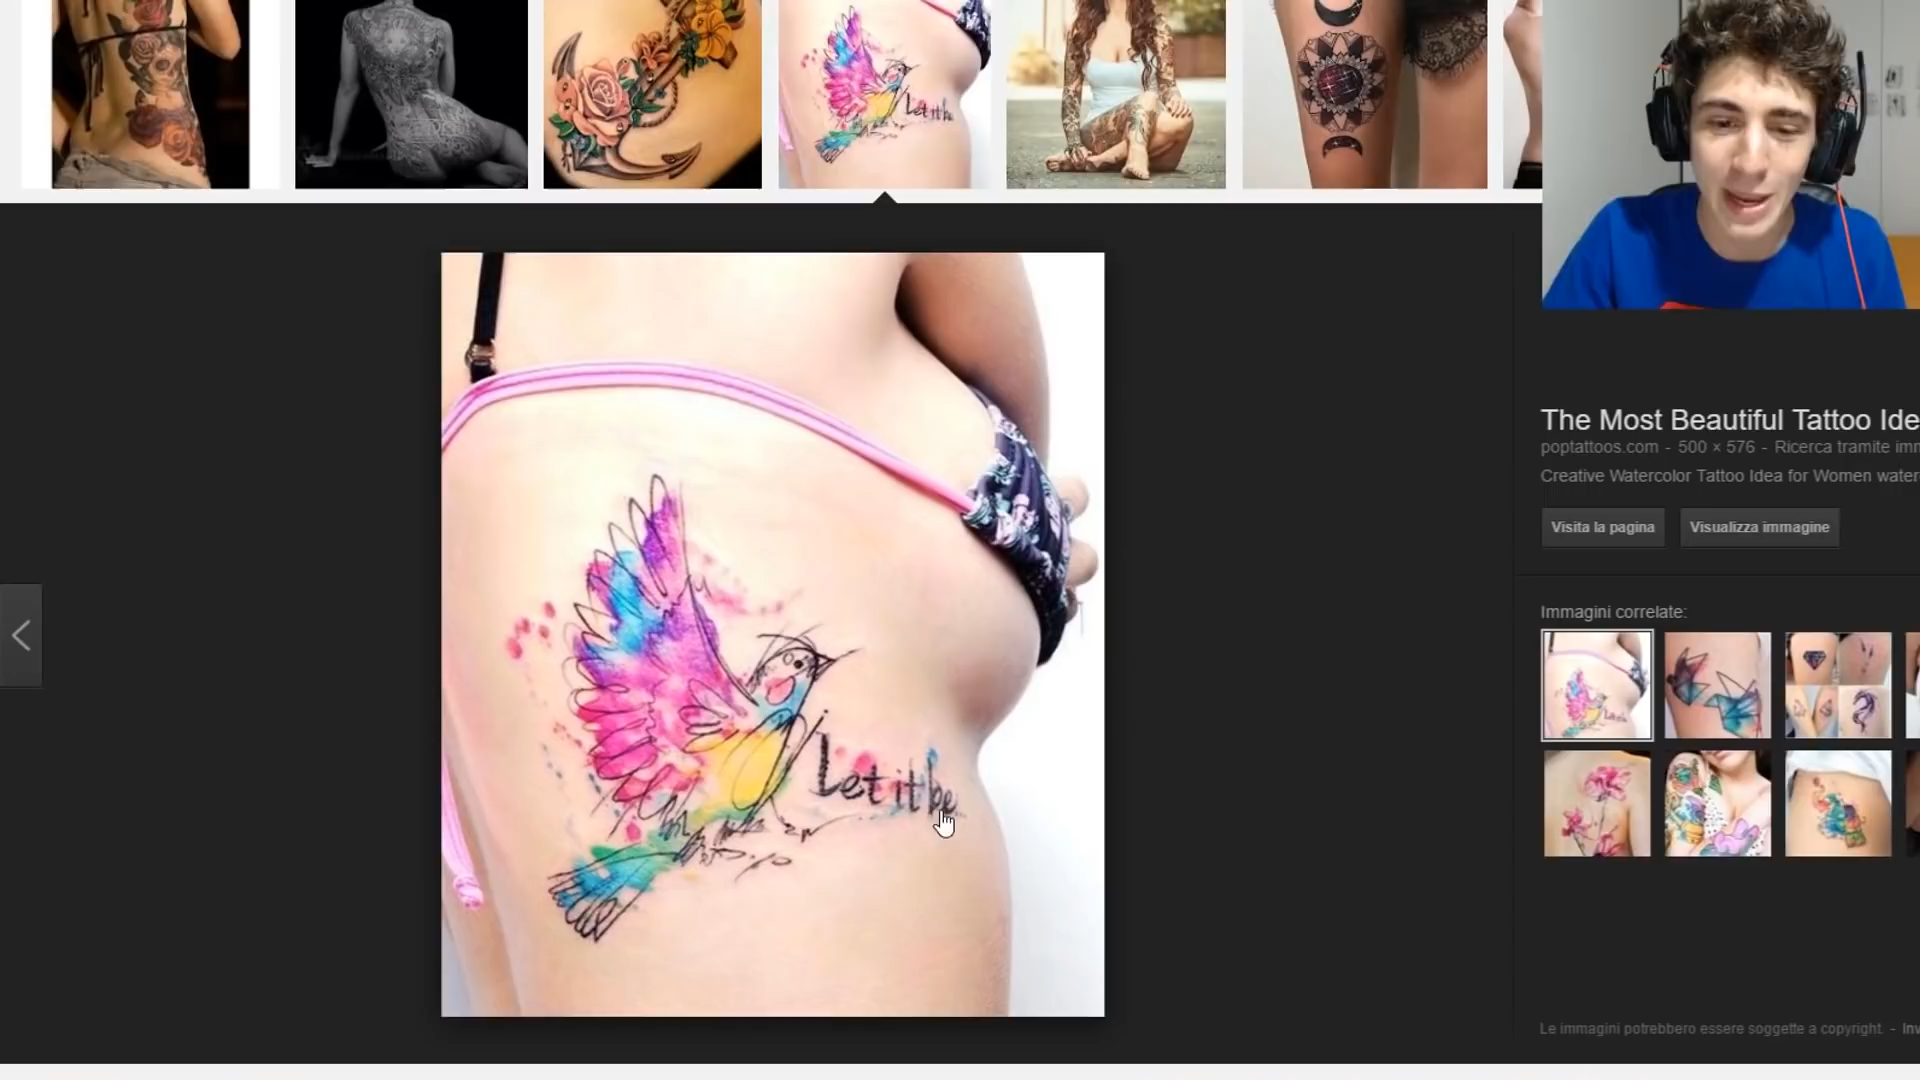 Let it be
The Most Beautiful Tattoo Ide
poptattoos.com - 500 × 576 - Ricerca tramite imm
Creative Watercolor Tattoo Idea for Women water
Visita la pagina
Visualizza immagine
Immagini correlate:
Le immagini potrebbero essere soggette a copyright. - Inv